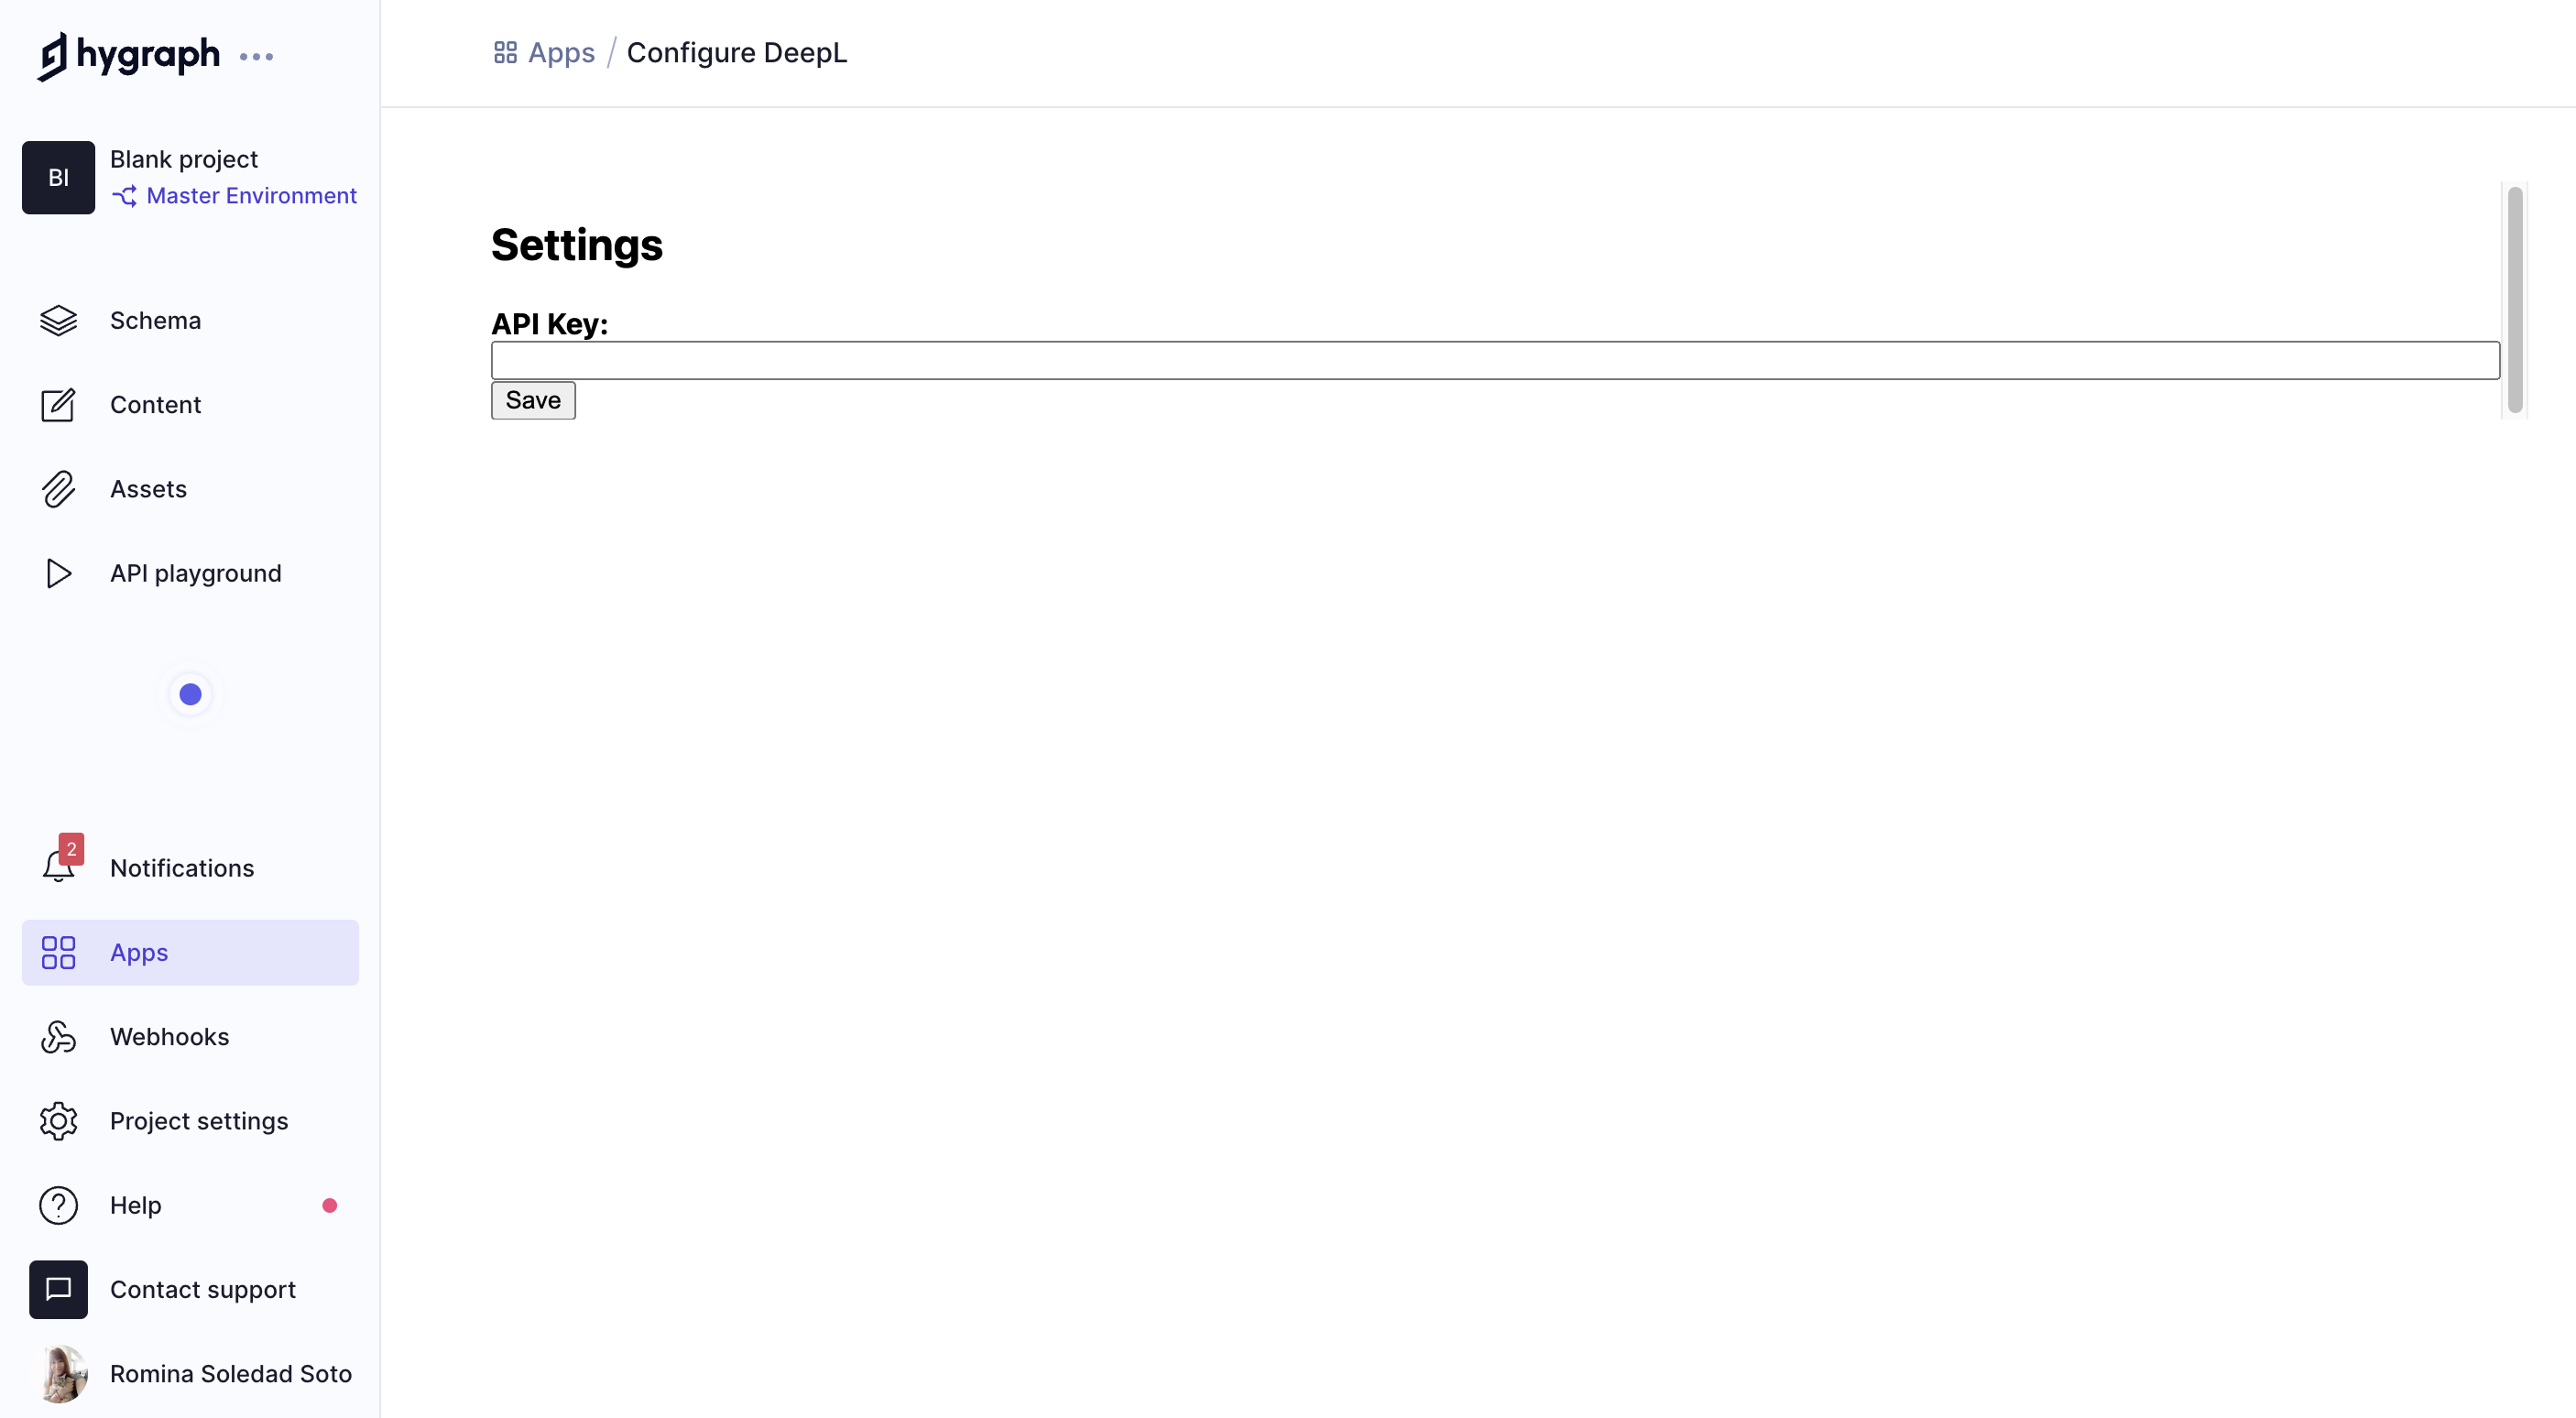 hygraph
BI
Blank project
Master Environment
Schema
Content
Assets
API playground
2
Notifications
Apps
Webhooks
Project settings
Help
Contact support
Romina Soledad Soto
Apps / Configure DeepL
Settings
API Key:
Save